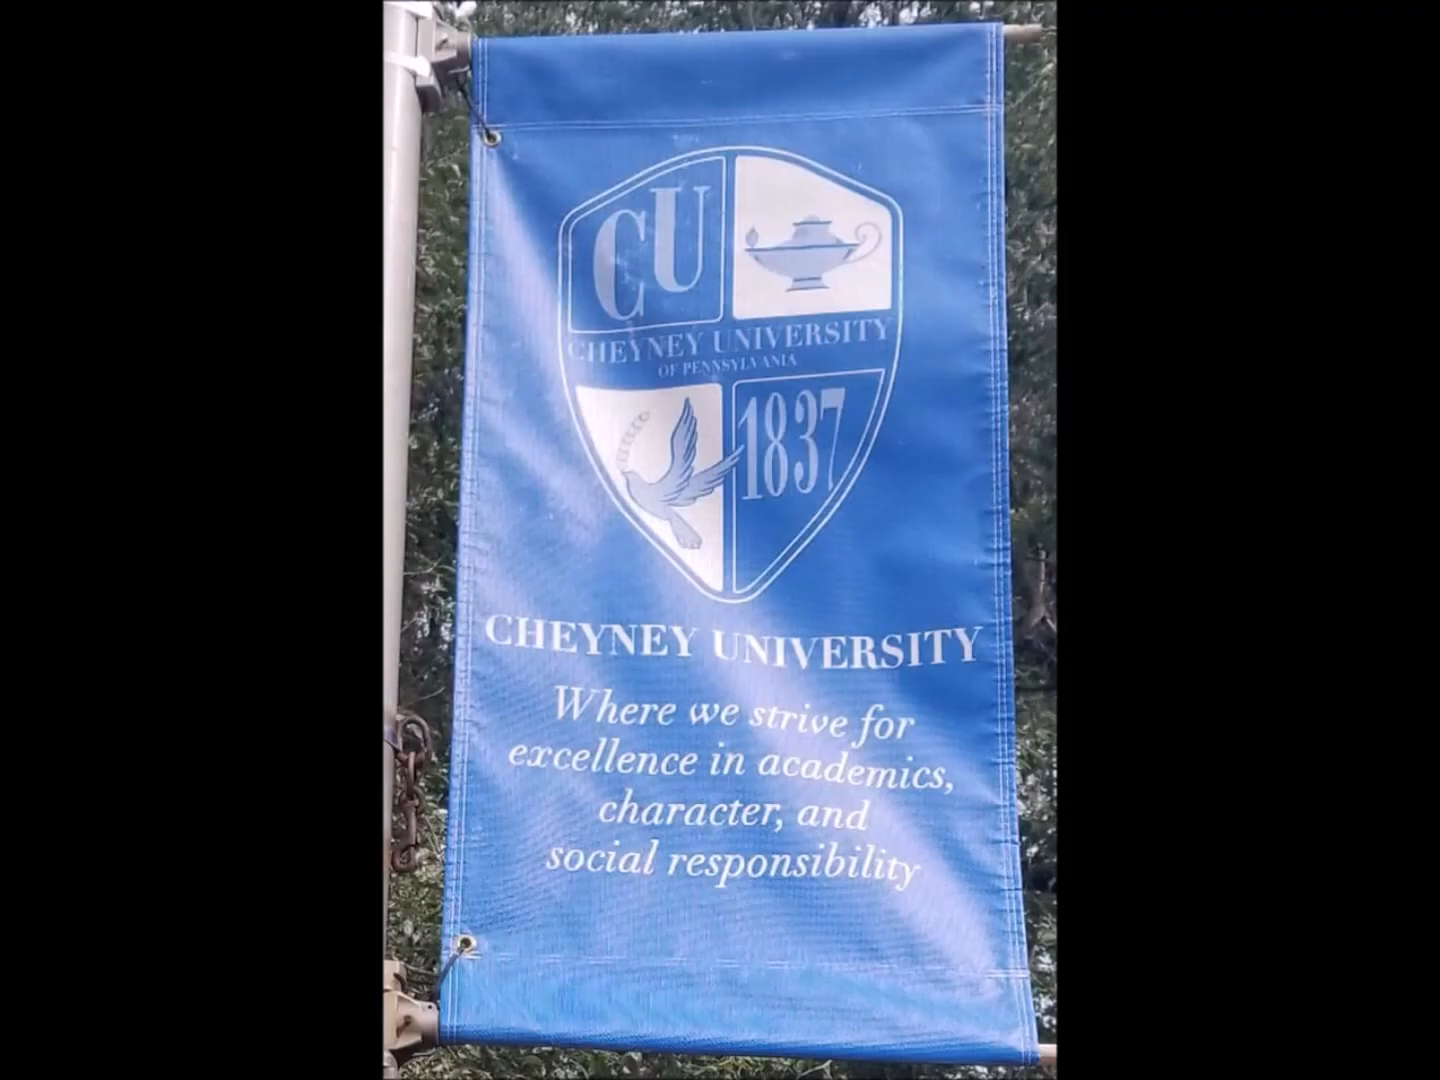 CU
CHEYNEY UNIVERSITY
OF PENNSYLVANIA
1837
CHEYNEY UNIVERSITY
Where we strive for
excellence in academics,
character, and
social responsibility